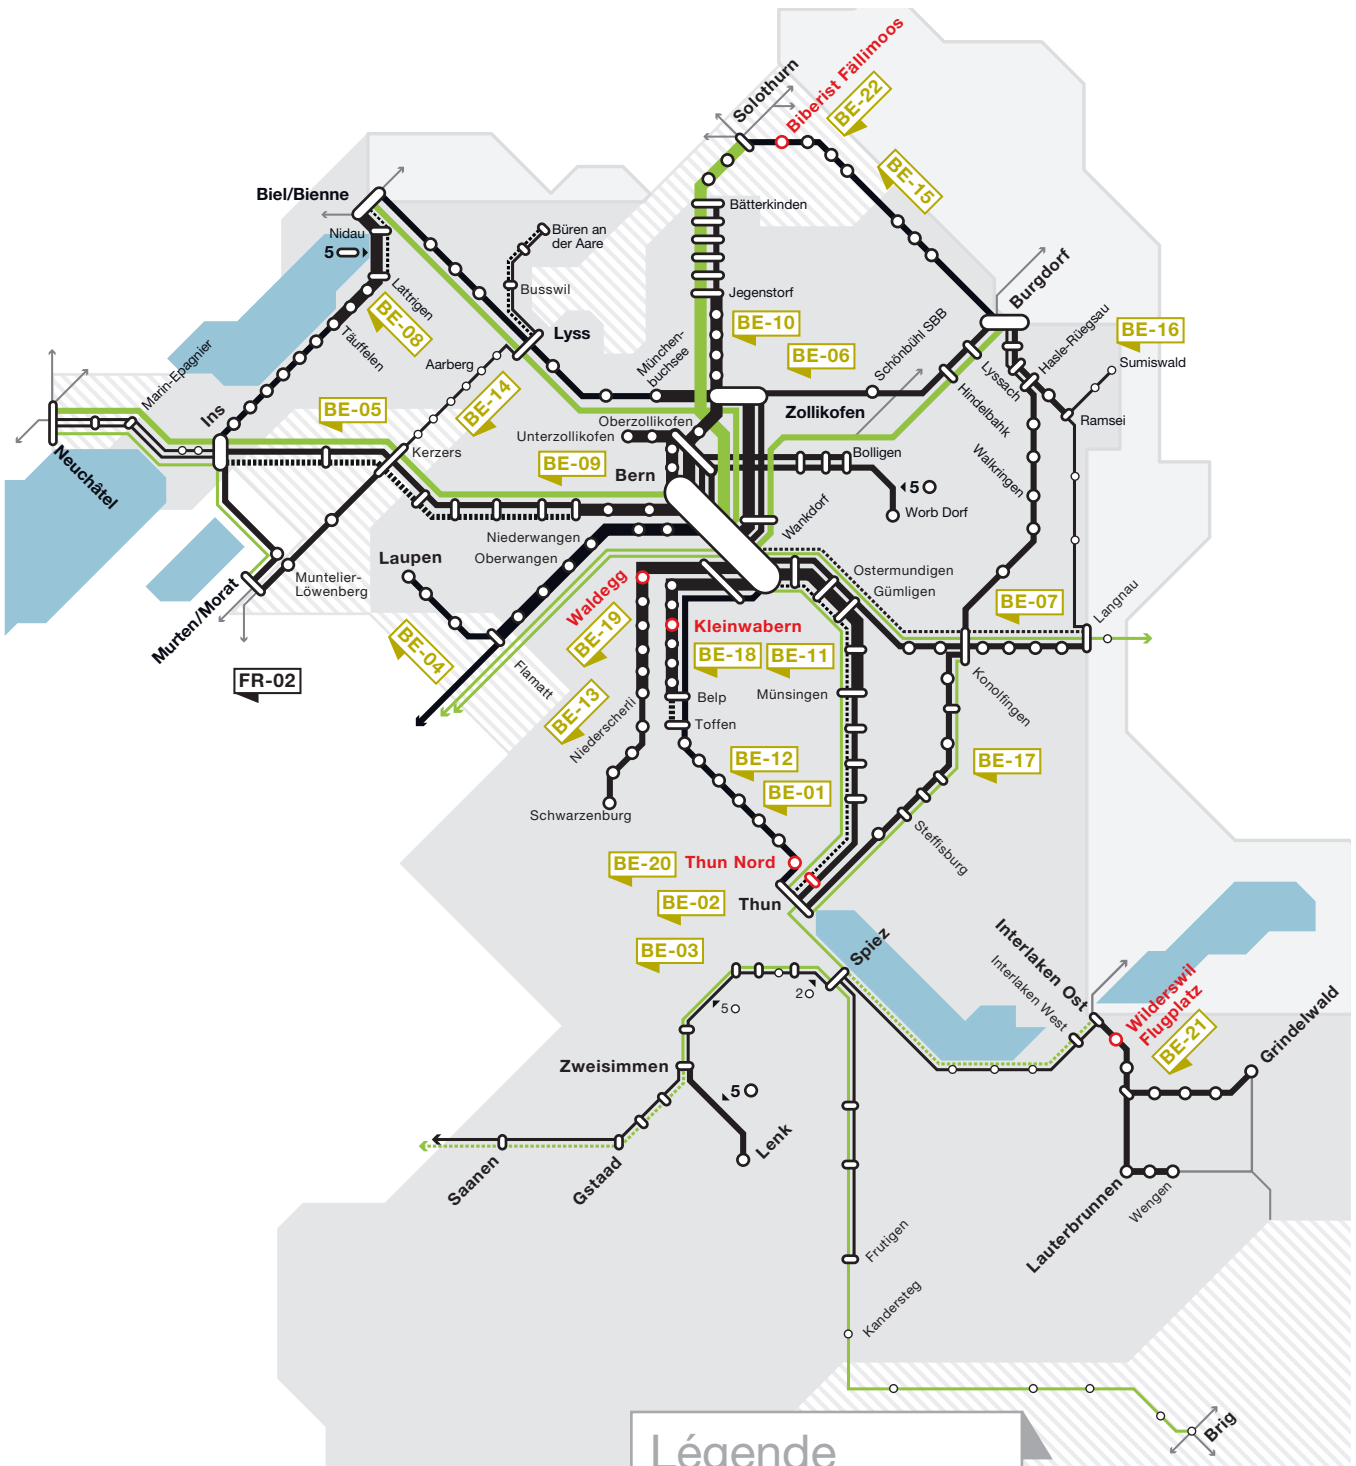 Solothurn
Biberist Fällimoos
BE-22
BE-15
Biel/Bienne
Nidau
5
Büren an
der Aare
Bätterkinden
Busswil
Lattrigen
BE-08
Täuffelen
Lyss
Jegenstorf
BE-10
BE-06
München-
buchsee
Schönbühl SBB
Burgdorf
Hasle-Rüegsau
BE-16
Sumiswald
Marin-Epagnier
Aarberg
BE-14
Lyssach
Hindelbahk
Ramsei
Ins
BE-05
Zollikofen
Oberzollikofen
Unterzollikofen
Kerzers
Bolligen
Walkringen
BE-09
Bern
Neuchâtel
5
Worb Dorf
Wankdorf
Niederwangen
Oberwangen
Laupen
Ostermundigen
Gümligen
Muntelier-
Löwenberg
Murten/Morat
Waldegg
BE-19
Kleinwabern
BE-07
Langnau
BE-04
FR-02
Flamatt
BE-18
BE-11
Münsingen
Konolfingen
Belp
Toffen
BE-13
Niederscherli
BE-12
BE-01
BE-17
Schwarzenburg
Steffisburg
BE-20
Thun Nord
BE-02
Thun
BE-03
Spiez
Interlaken Ost
Interlaken West
2
5
Wilderswil
Flugplatz
BE-21
Grindelwald
Zweisimmen
5
Lenk
Saanen
Gstaad
Lauterbrunnen
Wengen
Frutigen
Kandersteg
Brig
Légende